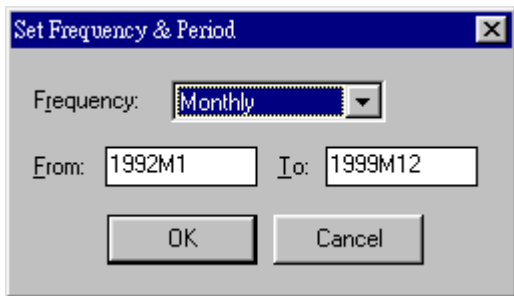 Set Frequency & Period
Frequency: Monthly
From: 1992M1 To: 1999M12
OK Cancel